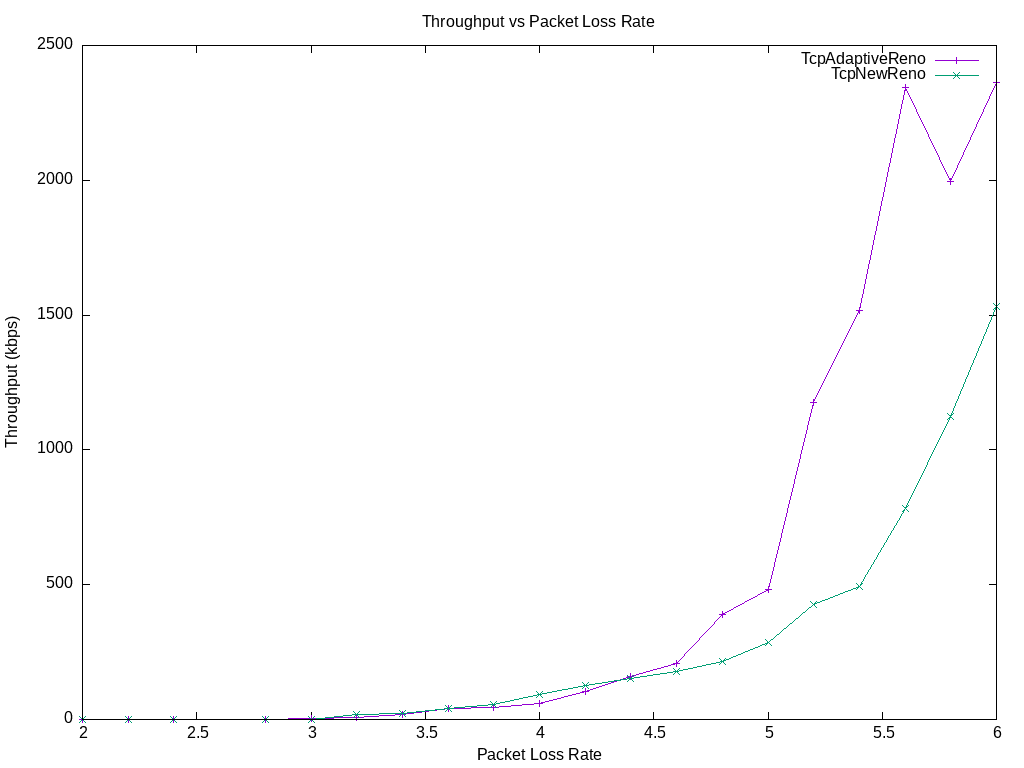 Throughput vs Packet Loss Rate
TcpAdaptiveReno
TcpNewReno
2500
2000
1500
1000
500
0
Throughput (kbps)
2 2.5 3 3.5 4 4.5 5 5.5 6
Packet Loss Rate